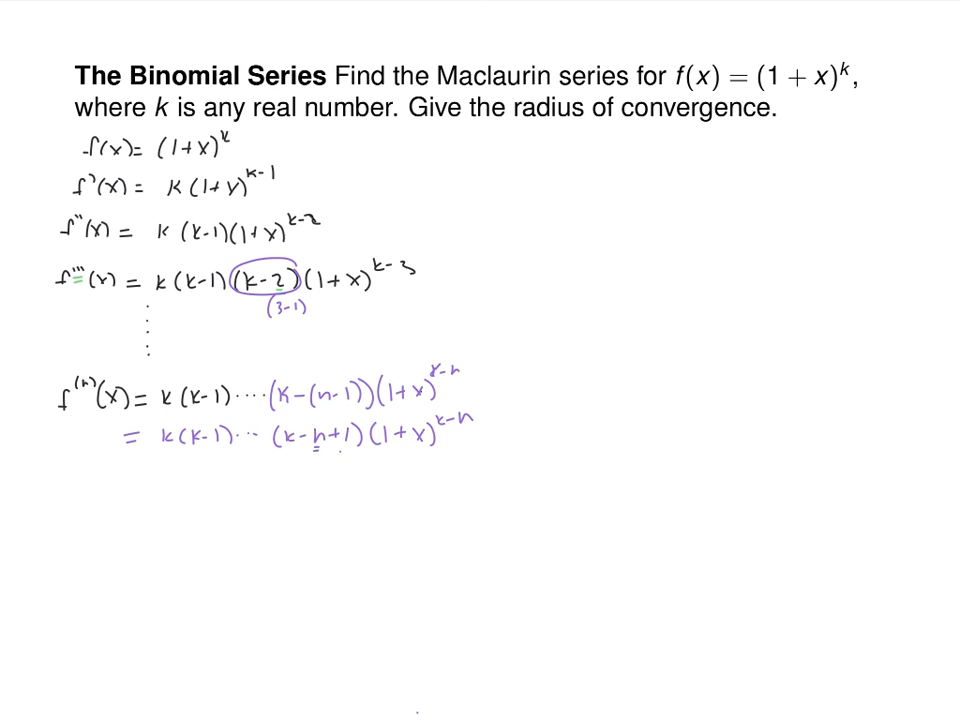 The Binomial Series Find the Maclaurin series for f(x) = (1 + x)^k,
where k is any real number. Give the radius of convergence.
f(x) = (1+x)^k
f'(x) = k(1+x)^{k-1}
f''(x) = k(k-1)(1+x)^{k-2}
f'''(x) = k(k-1)(k-2)(1+x)^{k-3}
(3-1)
⋮
f^{(n)}(x) = k(k-1)····(k-(n-1))(1+x)^{k-n}
= k(k-1)···· (k-n+1)(1+x)^{k-n}